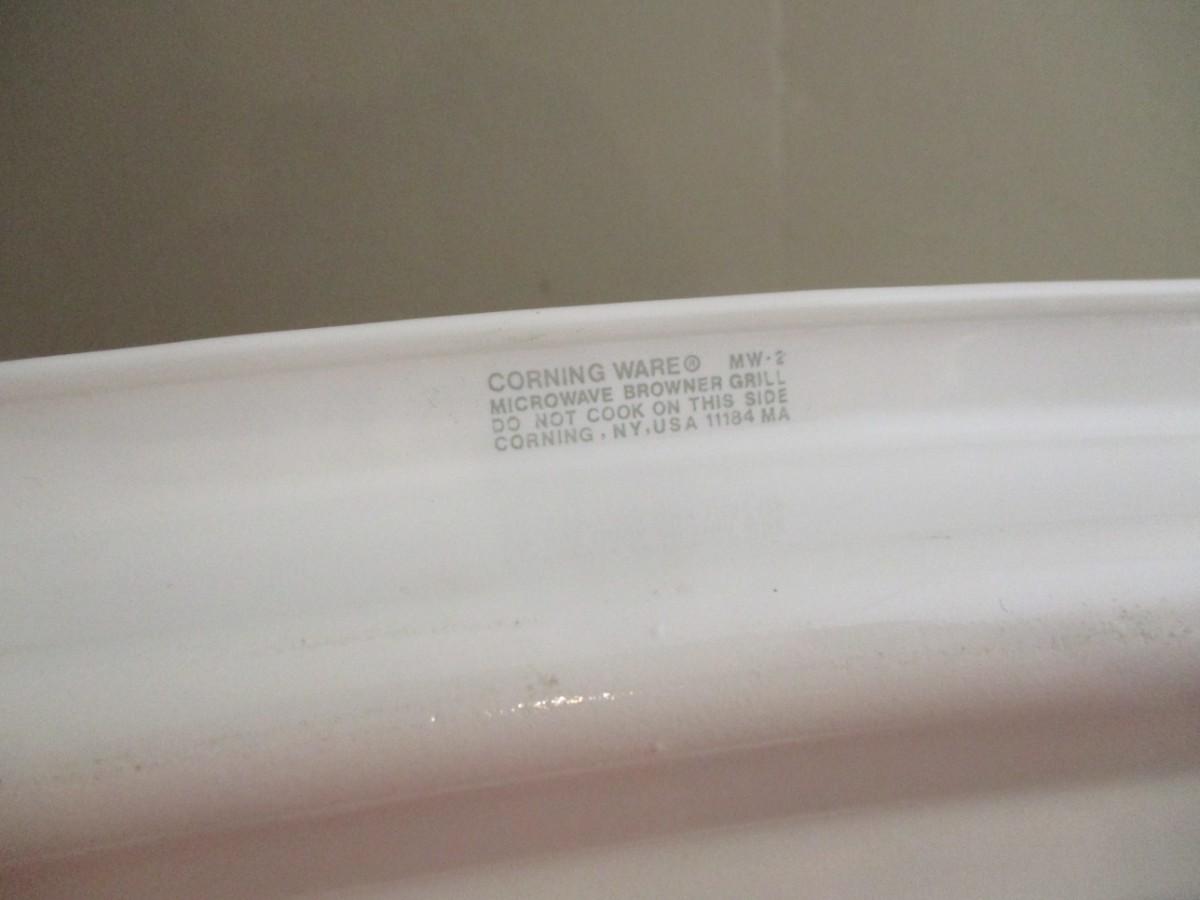 CORNING WARE® MW-2
MICROWAVE BROWNER GRILL
DO NOT COOK ON THIS SIDE
CORNING, NY, USA 11184 MA